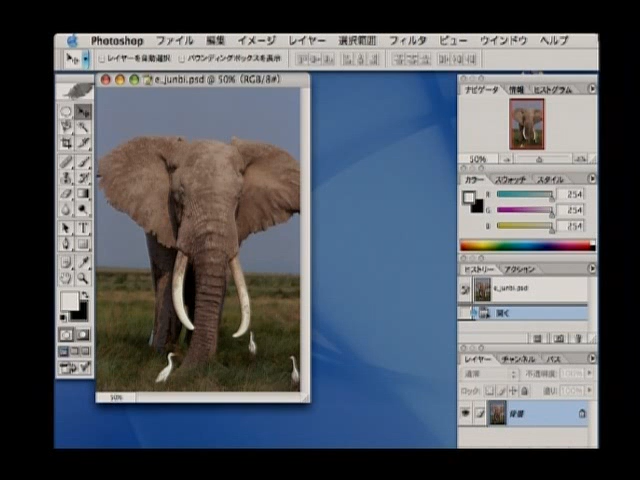 Photoshop ファイル 編集 イメージ レイヤー 選択範囲 フィルタ ビュー ウインドウ ヘルプ
レイヤーを自動選択 バウンディングボックスを表示
e_junbi.psd @ 50% (RGB/8#)
ナビゲータ 情報 ヒストグラム
50%
カラー スウォッチ スタイル
R 254
G 254
B 254
ヒストリー アクション
e_junbi.psd
開く
レイヤー チャンネル パス
通常 不透明度: 100%
ロック: 塗り: 100%
背景
50%